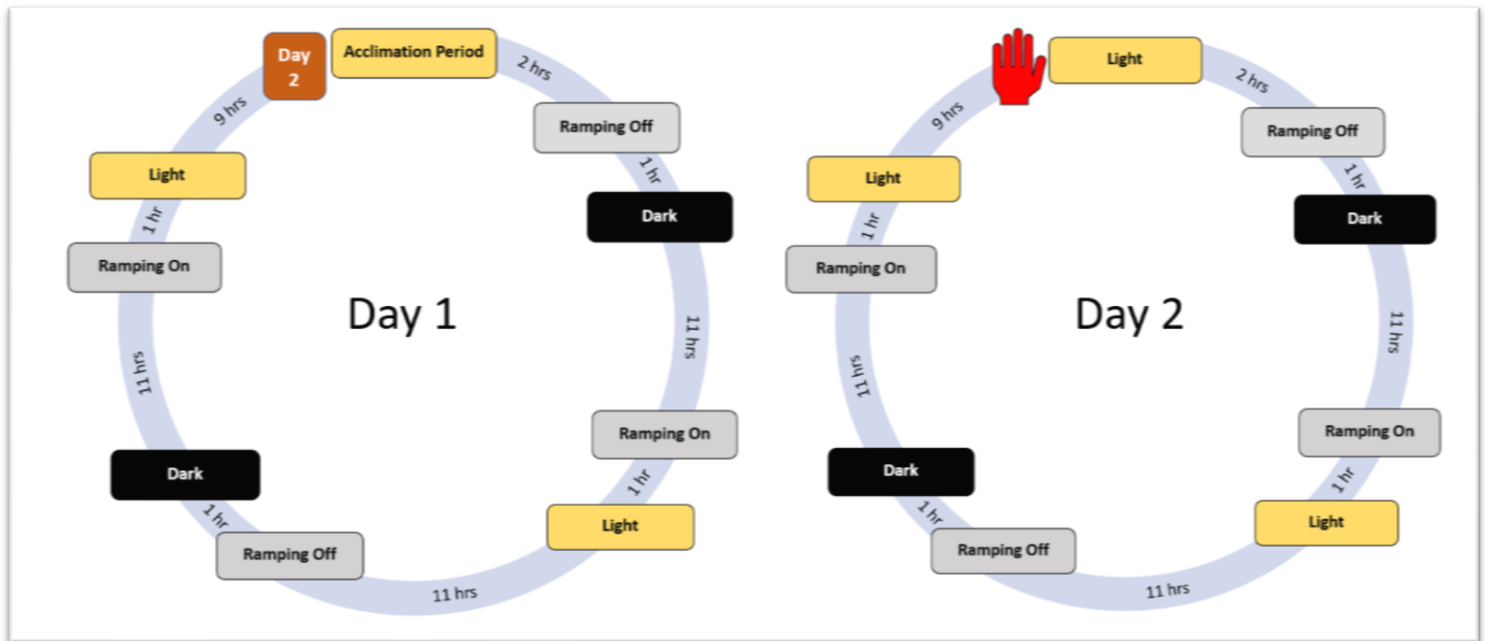 Day
2
Acclimation Period
2 hrs
Ramping Off
1 hr
Dark
11 hrs
Ramping On
1 hr
Light
11 hrs
Ramping Off
1 hr
Dark
11 hrs
Ramping On
1 hr
Light
9 hrs
Day 1
Light
2 hrs
Ramping Off
1 hr
Dark
11 hrs
Ramping On
1 hr
Light
11 hrs
Ramping Off
1 hr
Dark
11 hrs
Ramping On
1 hr
Light
9 hrs
Day 2